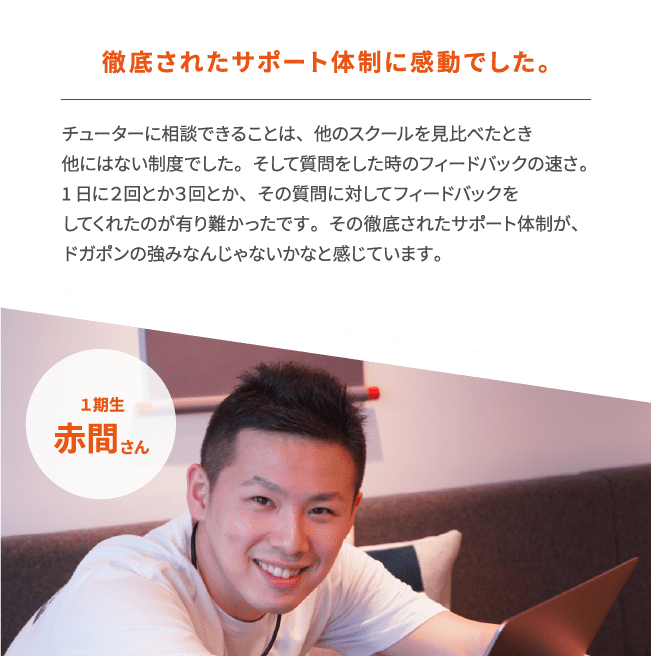 徹底されたサポート体制に感動でした。
チューターに相談できることは、他のスクールを見比べたとき
他にはない制度でした。そして質問をした時のフィードバックの速さ。
1日に2回とか3回とか、その質問に対してフィードバックを
してくれたのが有り難かったです。その徹底されたサポート体制が、
ドガポンの強みなんじゃないかなと感じています。
1期生
赤間さん